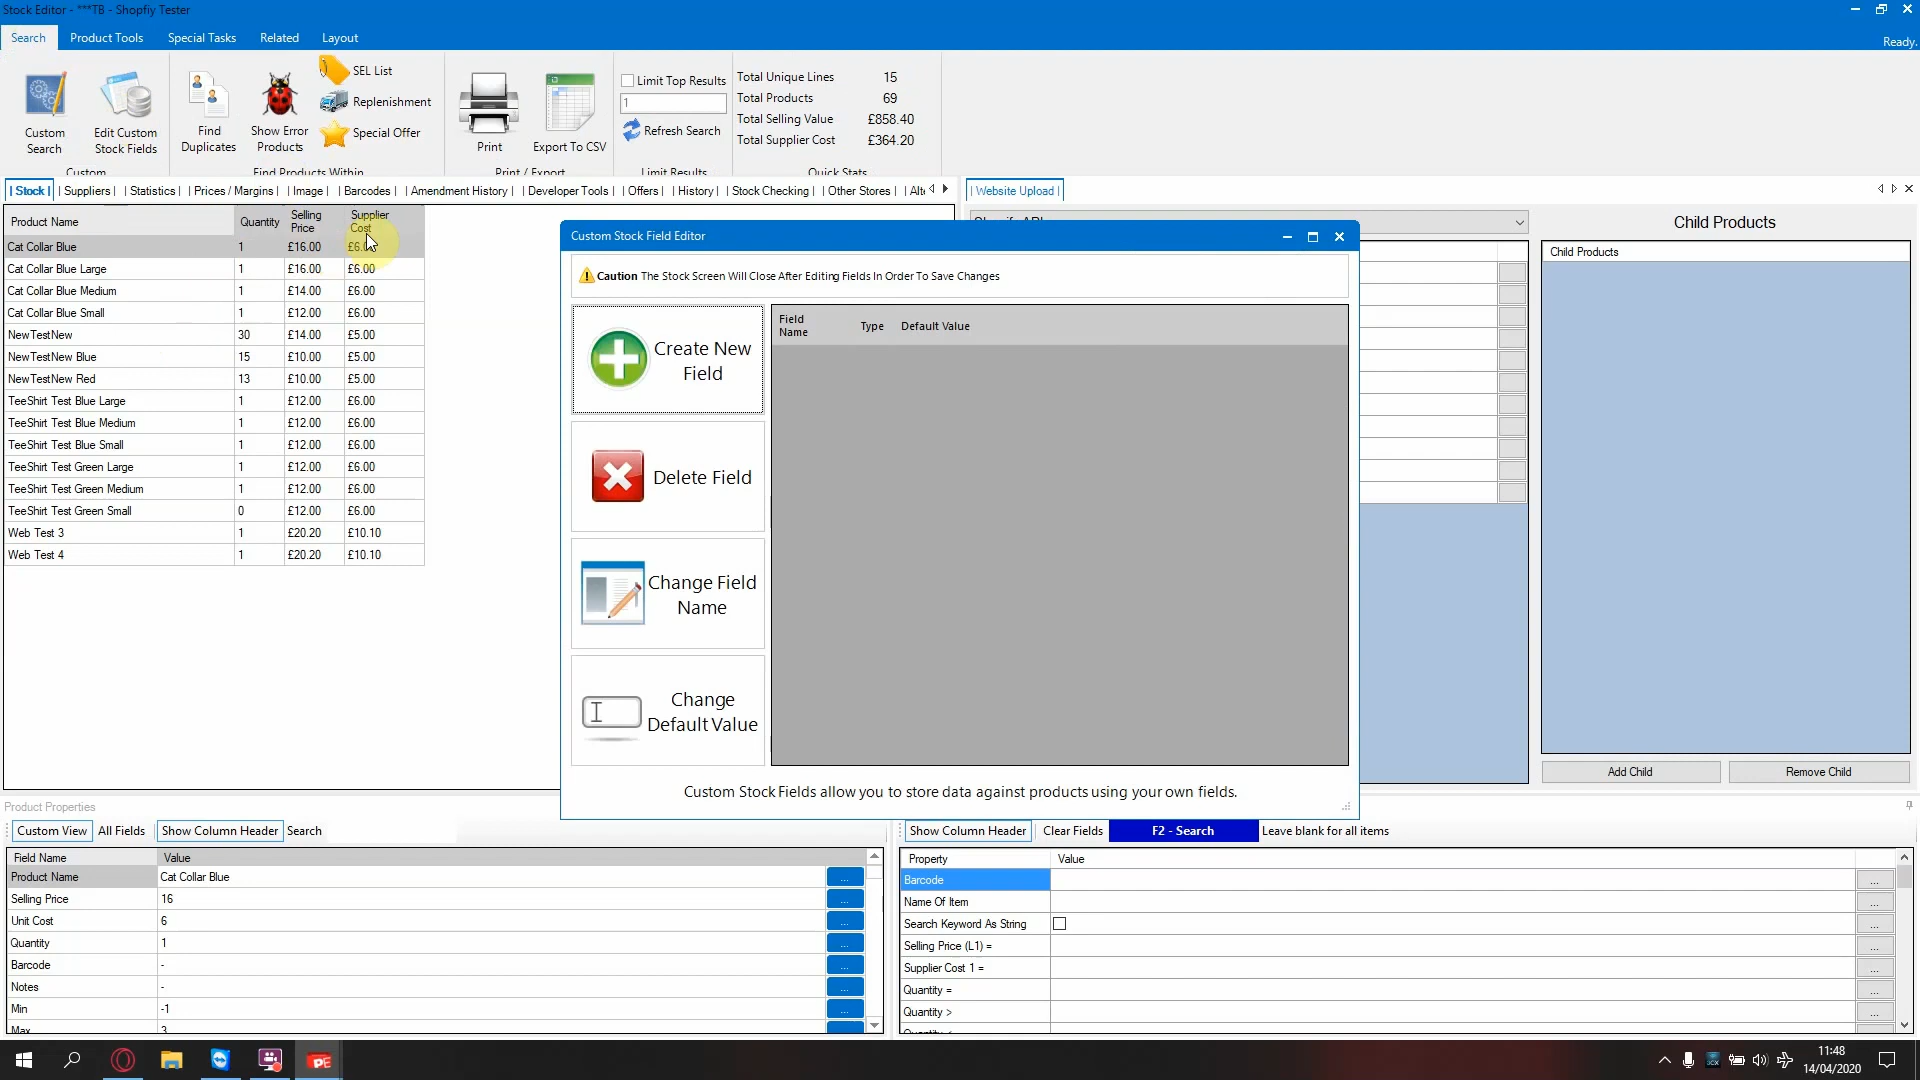 Stock Editor - ***TB - Shopfiy Tester
Search Product Tools Special Tasks Related Layout
Ready.
Custom
Search
Edit Custom
Stock Fields
Custom
Find
Duplicates
Show Error
Products
SEL List
Replenishment
Special Offer
Find Products Within
Print
Export To CSV
Print / Export
Limit Top Results
1
Refresh Search
Limit Results
Total Unique Lines 15
Total Products 69
Total Selling Value £858.40
Total Supplier Cost £364.20
Quick Stats
| Stock | | Suppliers | | Statistics | | Prices / Margins | | Image | | Barcodes | | Amendment History | | Developer Tools | | Offers | | History | | Stock Checking | | Other Stores |
| Website Upload |
Product Name Quantity Selling Price Supplier Cost
Cat Collar Blue 1 £16.00
Cat Collar Blue Large 1 £16.00 £6.00
Cat Collar Blue Medium 1 £14.00 £6.00
Cat Collar Blue Small 1 £12.00 £6.00
NewTestNew 30 £14.00 £5.00
NewTestNew Blue 15 £10.00 £5.00
NewTestNew Red 13 £10.00 £5.00
TeeShirt Test Blue Large 1 £12.00 £6.00
TeeShirt Test Blue Medium 1 £12.00 £6.00
TeeShirt Test Blue Small 1 £12.00 £6.00
TeeShirt Test Green Large 1 £12.00 £6.00
TeeShirt Test Green Medium 1 £12.00 £6.00
TeeShirt Test Green Small 0 £12.00 £6.00
Web Test 3 1 £20.20 £10.10
Web Test 4 1 £20.20 £10.10
Custom Stock Field Editor
Caution The Stock Screen Will Close After Editing Fields In Order To Save Changes
Create New
Field
Delete Field
Change Field
Name
Change
Default Value
Field Name Type Default Value
Custom Stock Fields allow you to store data against products using your own fields.
Child Products
Child Products
Add Child Remove Child
Product Properties
Custom View All Fields Show Column Header Search
Field Name Value
Product Name Cat Collar Blue ...
Selling Price 16 ...
Unit Cost 6 ...
Quantity 1 ...
Barcode - ...
Notes - ...
Min -1 ...
Max 3
Show Column Header Clear Fields F2 - Search Leave blank for all items
Property Value
Barcode ...
Name Of Item ...
Search Keyword As String ...
Selling Price (L1) = ...
Supplier Cost 1 = ...
Quantity = ...
Quantity > ...
11:48
14/04/2020